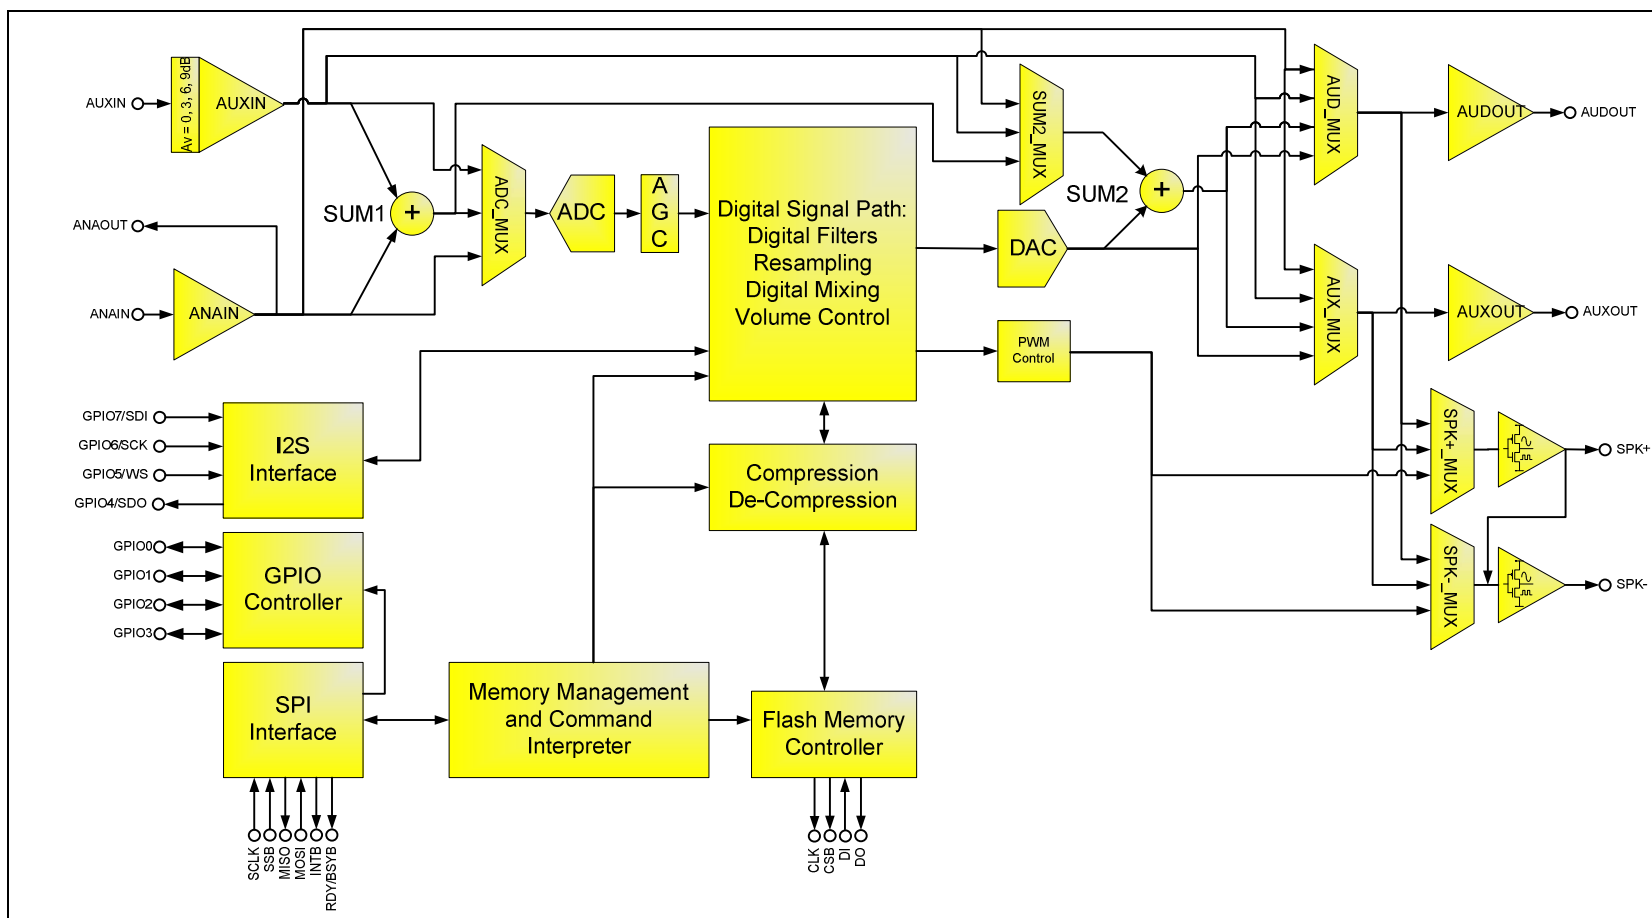 AUXIN
Av = 0, 3, 6, 9dB
AUXIN
ANAOUT
ANAIN
ANAIN
SUM1
+
ADC_MUX
ADC
A
G
C
Digital Signal Path:
Digital Filters
Resampling
Digital Mixing
Volume Control
SUM2_MUX
SUM2
+
DAC
PWM
Control
AUD_MUX
AUDOUT
AUDOUT
AUX_MUX
AUXOUT
AUXOUT
SPK+_MUX
SPK+
SPK-_MUX
SPK-
GPIO7/SDI
GPIO6/SCK
GPIO5/WS
GPIO4/SDO
I2S
Interface
Compression
De-Compression
GPIO0
GPIO1
GPIO2
GPIO3
GPIO
Controller
SPI
Interface
Memory Management
and Command
Interpreter
Flash Memory
Controller
SCLK
SSB
MISO
MOSI
INTB
RDY/BSYB
CLK
CSB
DI
DO